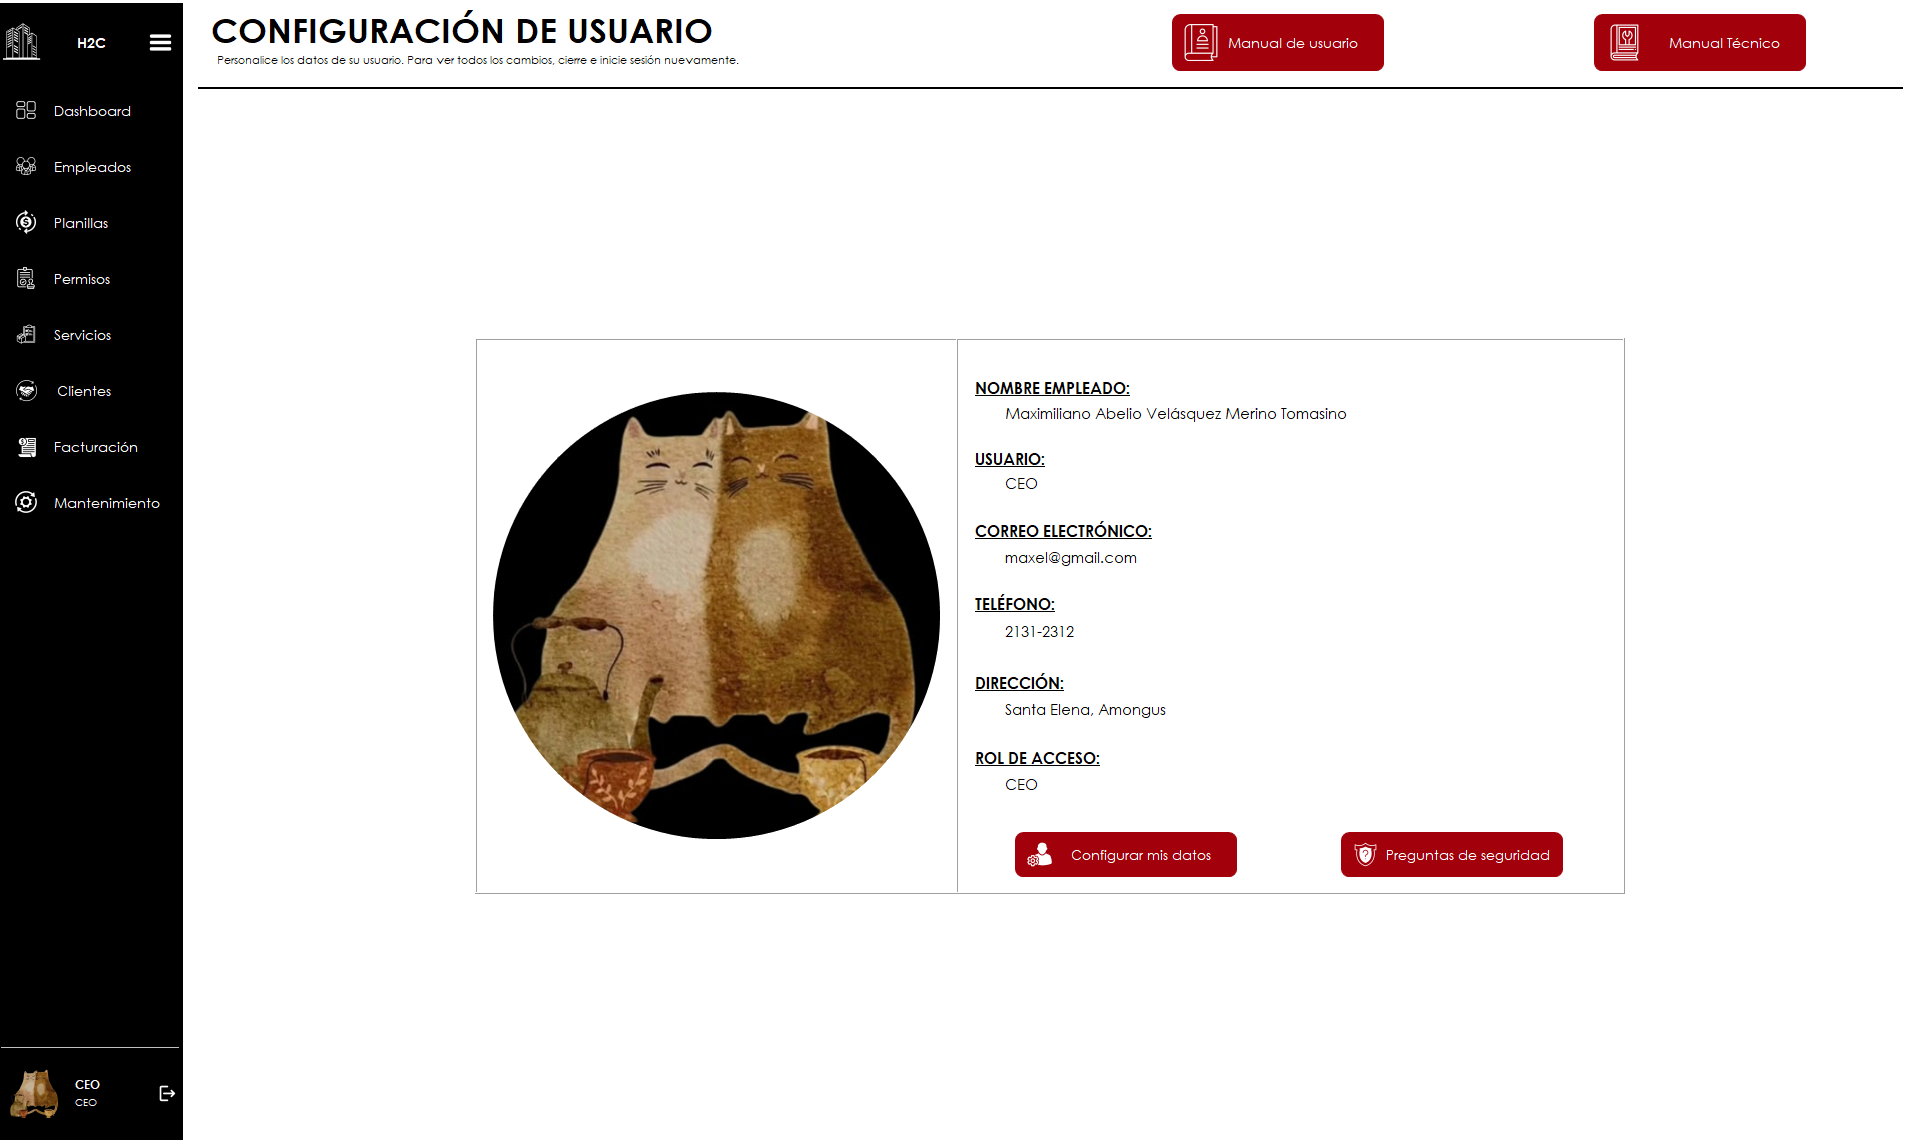 H2C
Dashboard
Empleados
Planillas
Permisos
Servicios
Clientes
Facturación
Mantenimiento
CEO
CEO
CONFIGURACIÓN DE USUARIO
Personalice los datos de su usuario. Para ver todos los cambios, cierre e inicie sesión nuevamente.
Manual de usuario
Manual Técnico
NOMBRE EMPLEADO:
Maximiliano Abelio Velásquez Merino Tomasino
USUARIO:
CEO
CORREO ELECTRÓNICO:
maxel@gmail.com
TELÉFONO:
2131-2312
DIRECCIÓN:
Santa Elena, Amongus
ROL DE ACCESO:
CEO
Configurar mis datos
Preguntas de seguridad